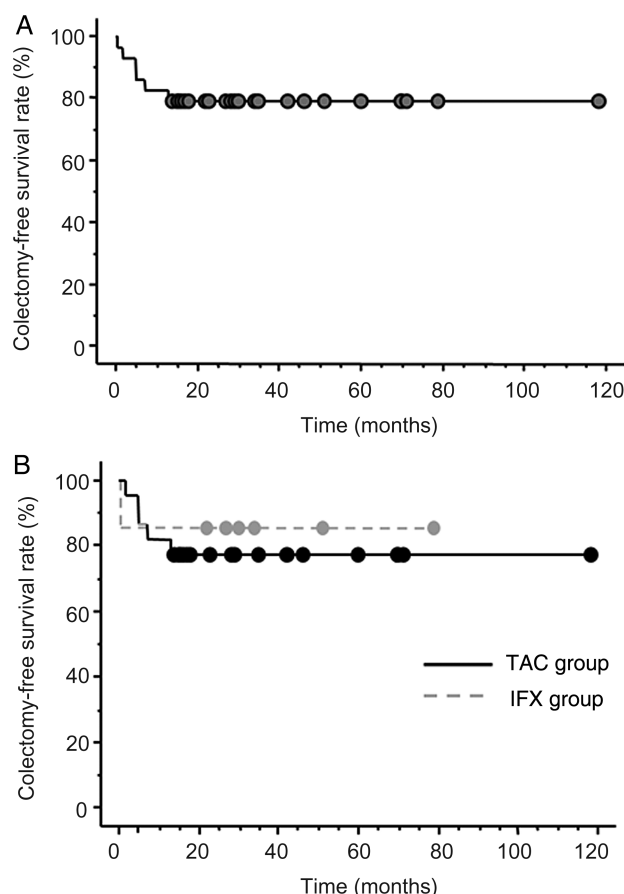 A
Colectomy-free survival rate (%)
100
80
60
40
20
0
0 20 40 60 80 100 120
Time (months)
B
Colectomy-free survival rate (%)
100
80
60
40
20
0
TAC group
IFX group
0 20 40 60 80 100 120
Time (months)